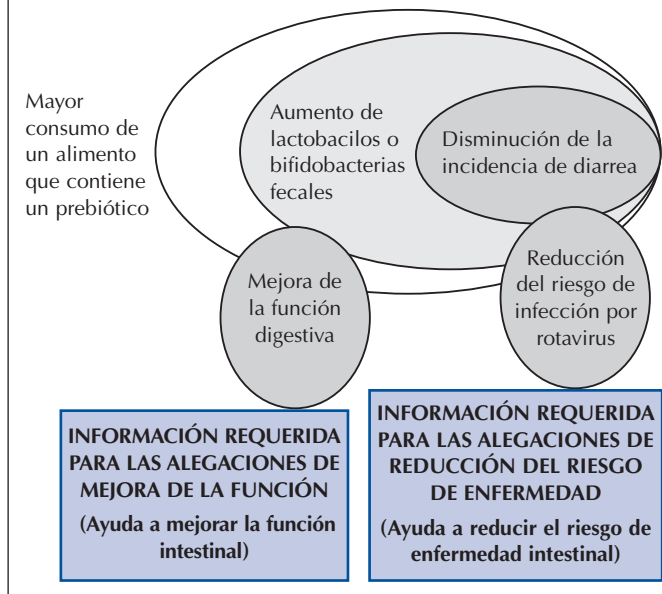 Mayor
consumo de
un alimento
que contiene
un prebiótico
Aumento de
lactobacilos o
bifidobacterias
fecales
Disminución de la
incidencia de diarrea
Mejora de
la función
digestiva
Reducción
del riesgo de
infección por
rotavirus
INFORMACIÓN REQUERIDA
PARA LAS ALEGACIONES DE
MEJORA DE LA FUNCIÓN
(Ayuda a mejorar la función
intestinal)
INFORMACIÓN REQUERIDA
PARA LAS ALEGACIONES DE
REDUCCIÓN DEL RIESGO
DE ENFERMEDAD
(Ayuda a reducir el riesgo de
enfermedad intestinal)